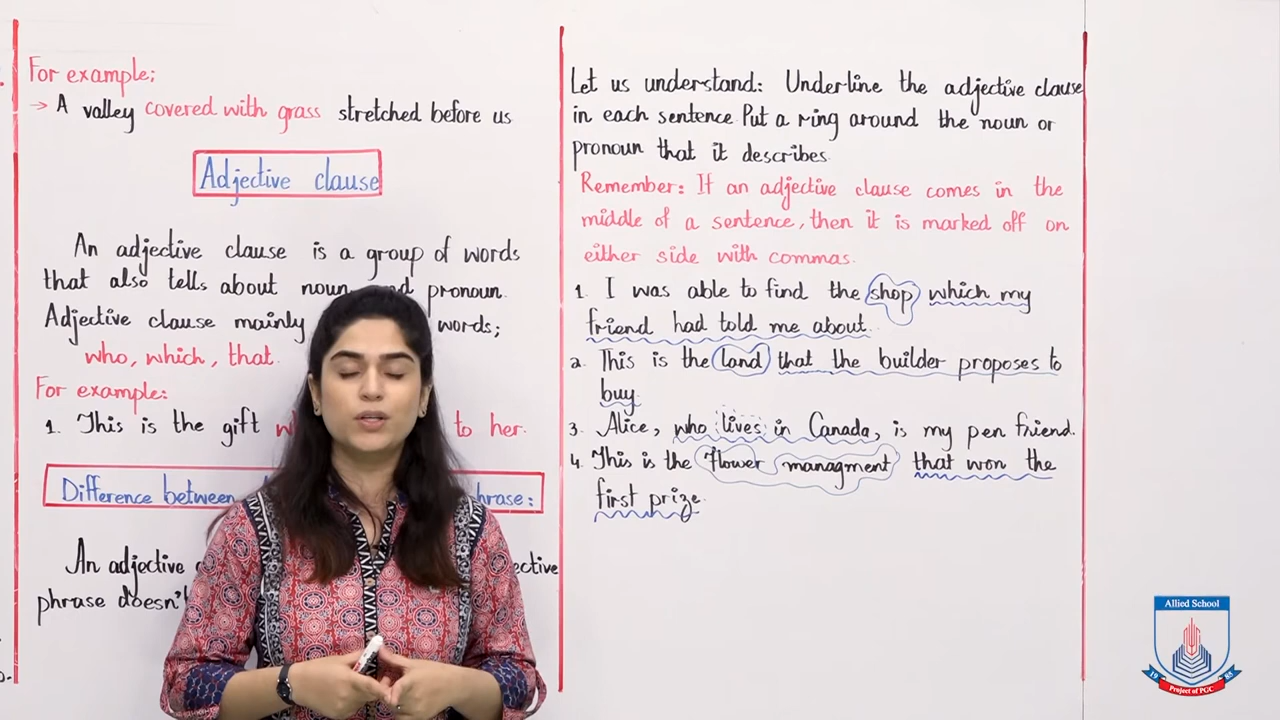 For example;
→ A valley covered with grass stretched before us
Adjective clause
An adjective clause is a group of words
that also tells about noun and pronoun.
Adjective clause mainly words;
who, which, that.
For example:
1. This is the gift to her.
Difference between phrase:
An adjective
phrase doesn't
Let us understand: Underline the adjective clause
in each sentence. Put a ring around the noun or
pronoun that it describes.
Remember: If an adjective clause comes in the
middle of a sentence, then it is marked off on
either side with commas.
1. I was able to find the shop which my
friend had told me about.
2. This is the land that the builder proposes to
buy.
3. Alice, who lives in Canada, is my pen friend.
4. This is the flower managment that won the
first prize.
Allied School
19 85
Project of PGC